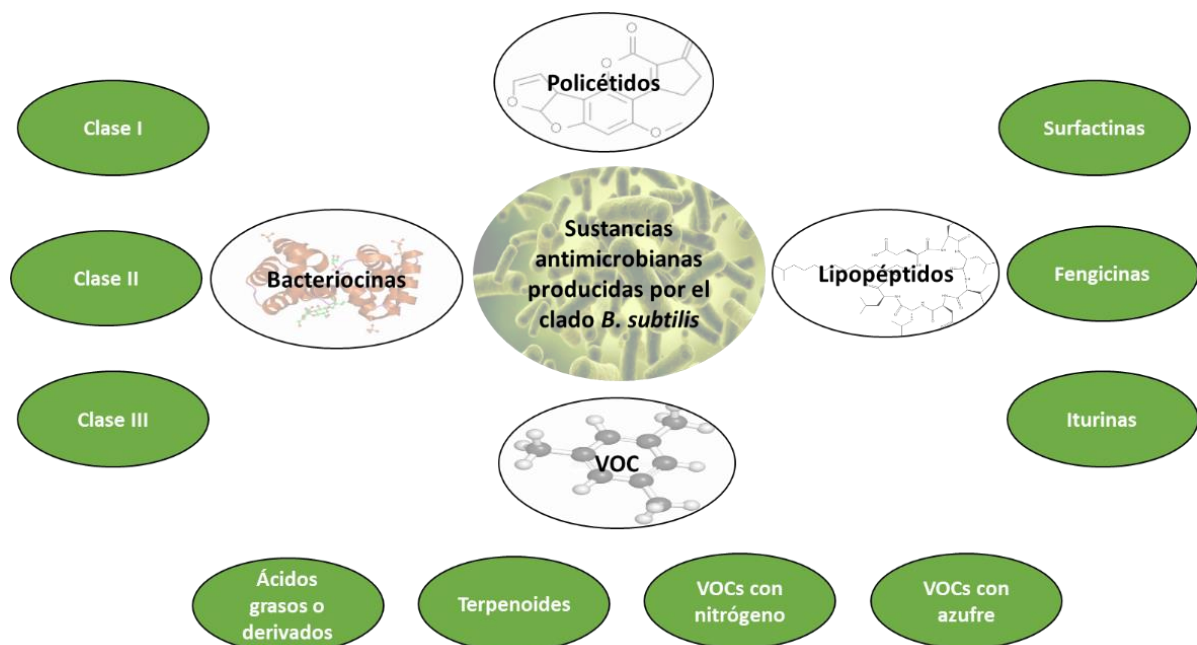 Policétidos
Clase I
Surfactinas
Sustancias
antimicrobianas
producidas por el
clado B. subtilis
Clase II
Bacteriocinas
Lipopéptidos
Fengicinas
Clase III
Iturinas
VOC
Ácidos
grasos o
derivados
Terpenoides
VOCs con
nitrógeno
VOCs con
azufre